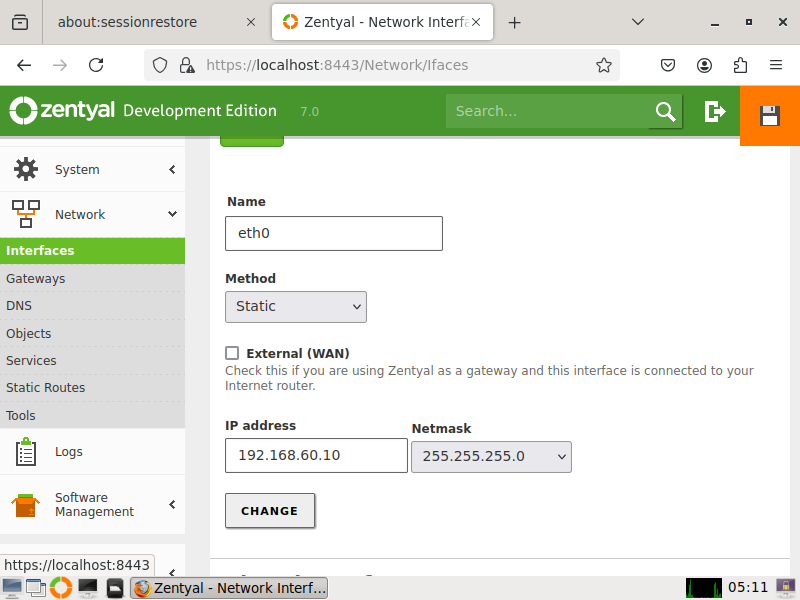 about:sessionrestore
Zentyal - Network Interfa
https://localhost:8443/Network/Ifaces
zentyal Development Edition 7.0
Search...
System
Network
Interfaces
Gateways
DNS
Objects
Services
Static Routes
Tools
Logs
Software
Management
Name
eth0
Method
Static
External (WAN)
Check this if you are using Zentyal as a gateway and this interface is connected to your
Internet router.
IP address
Netmask
192.168.60.10
255.255.255.0
CHANGE
https://localhost:8443
Zentyal - Network Interf...
05:11